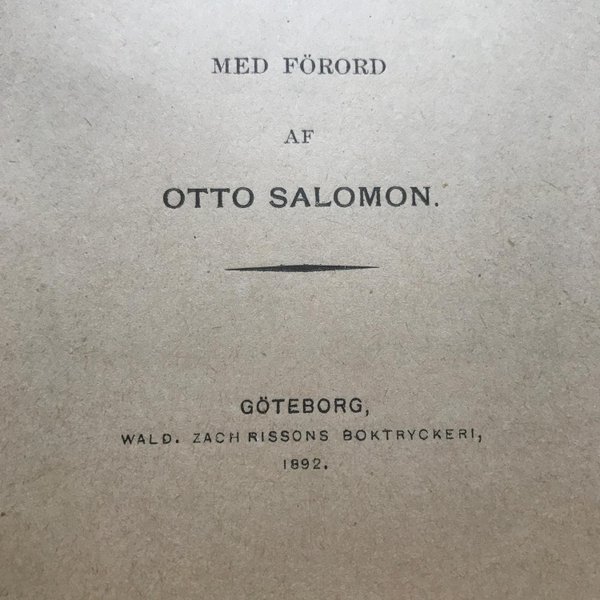 MED FÖRORD
AF
OTTO SALOMON.
GÖTEBORG,
WALD. ZACHRISSONS BOKTRYCKERI,
1892.